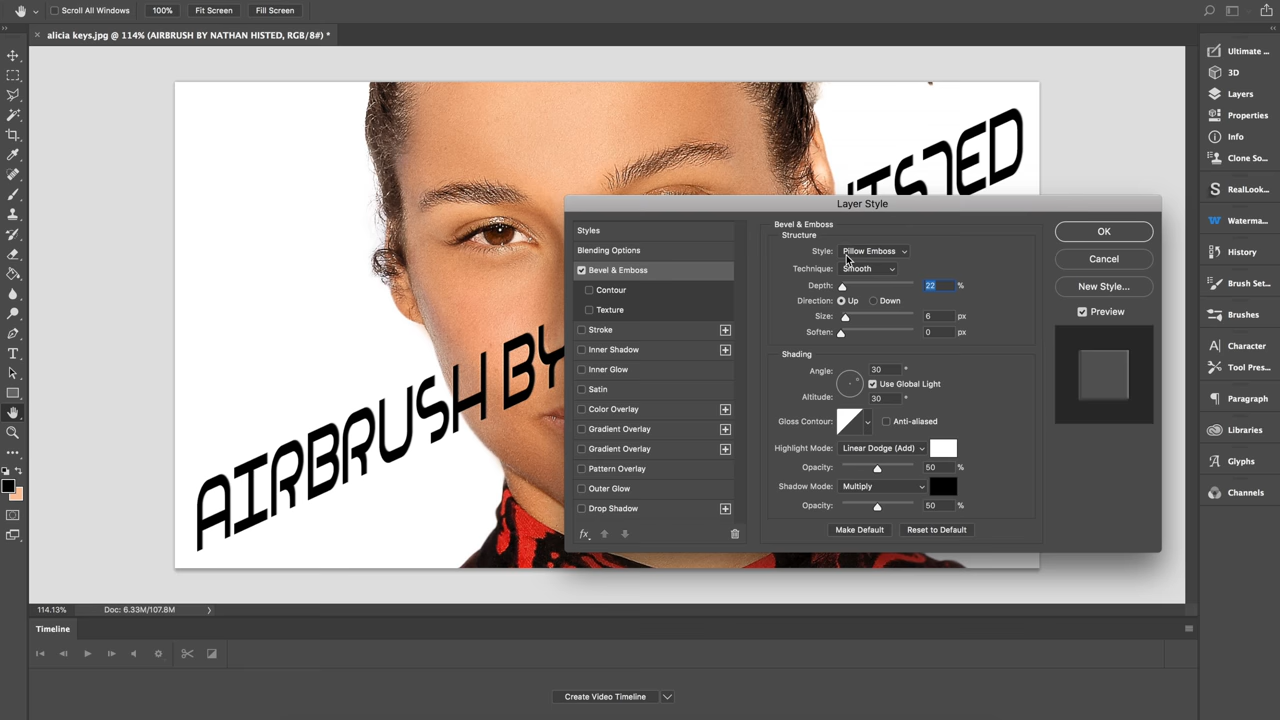 Scroll All Windows 100% Fit Screen Fill Screen
× alicia keys.jpg @ 114% (AIRBRUSH BY NATHAN HISTED, RGB/8#) *
AIRBRUSH BY
HISTED
Layer Style
Styles
Blending Options
Bevel & Emboss
Contour
Texture
Stroke
Inner Shadow
Inner Glow
Satin
Color Overlay
Gradient Overlay
Gradient Overlay
Pattern Overlay
Outer Glow
Drop Shadow
fx
Bevel & Emboss
Structure
Style: Pillow Emboss
Technique: Smooth
Depth: 22 %
Direction: Up Down
Size: 6 px
Soften: 0 px
Shading
Angle: 30 °
Use Global Light
Altitude: 30 °
Gloss Contour: Anti-aliased
Highlight Mode: Linear Dodge (Add)
Opacity: 50 %
Shadow Mode: Multiply
Opacity: 50 %
Make Default Reset to Default
OK
Cancel
New Style...
Preview
Ultimate ...
3D
Layers
Properties
Info
Clone So...
RealLook...
Waterma...
History
Brush Set...
Brushes
Character
Tool Pres...
Paragraph
Libraries
Glyphs
Channels
114.13% Doc: 6.33M/107.8M
Timeline
Create Video Timeline